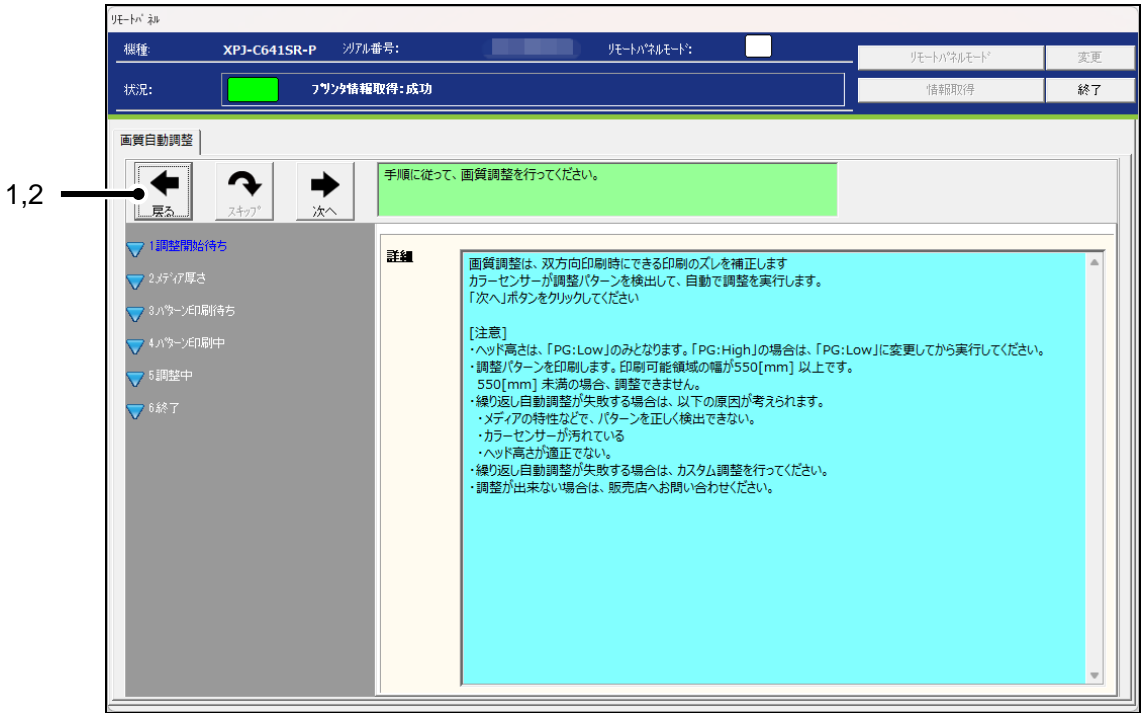 ﾘﾓｰﾄﾊﾟﾈﾙ
機種: XPJ-C641SR-P ｼﾘｱﾙ番号: ﾘﾓｰﾄﾊﾟﾈﾙﾓｰﾄﾞ: ﾘﾓｰﾄﾊﾟﾈﾙﾓｰﾄﾞ 変更
状況: ﾌﾟﾘﾝﾀ情報取得:成功 情報取得 終了
画質自動調整
1,2
戻る ｽｷｯﾌﾟ 次へ
手順に従って、画質調整を行ってください。
1調整開始待ち
2.ﾒﾃﾞｨｱ厚さ
3.ﾊﾟﾀｰﾝ印刷待ち
4.ﾊﾟﾀｰﾝ印刷中
5調整中
6終了
詳細
画質調整は、双方向印刷時にできる印刷のズレを補正します
カラーセンサーが調整パターンを検出して、自動で調整を実行します。
「次へ」ボタンをクリックしてください
[注意]
・ヘッド高さは、「PG:Low」のみとなります。「PG:High」の場合は、「PG:Low」に変更してから実行してください。
・調整パターンを印刷します。印刷可能領域の幅が550[mm] 以上です。
550[mm] 未満の場合、調整できません。
・繰り返し自動調整が失敗する場合は、以下の原因が考えられます。
・メディアの特性などで、パターンを正しく検出できない。
・カラーセンサーが汚れている
・ヘッド高さが適正でない。
・繰り返し自動調整が失敗する場合は、カスタム調整を行ってください。
・調整が出来ない場合は、販売店へお問い合わせください。